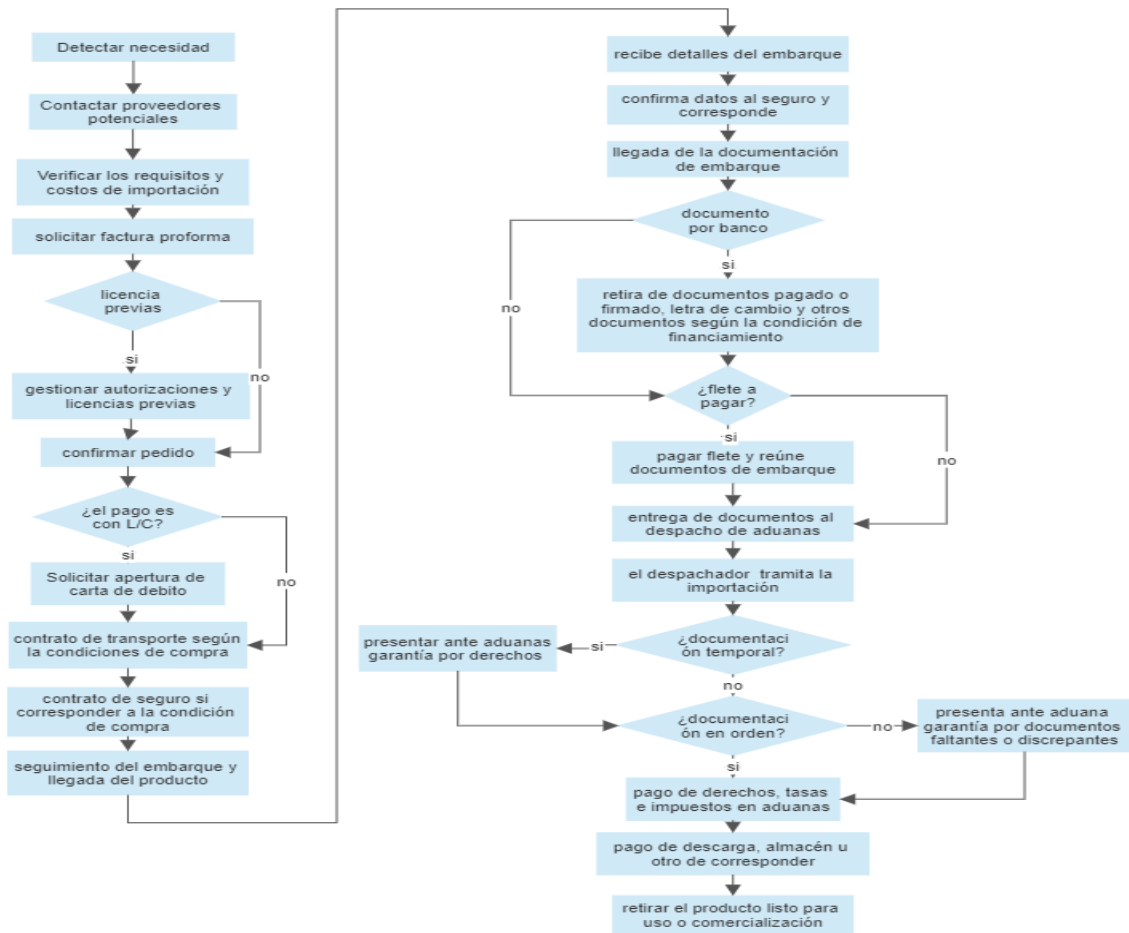 Detectar necesidad
Contactar proveedores
potenciales
Verificar los requisitos y
costos de importación
solicitar factura proforma
licencia
previas
si
no
gestionar autorizaciones y
licencias previas
confirmar pedido
¿el pago es
con L/C?
si
no
Solicitar apertura de
carta de debito
contrato de transporte según
la condiciones de compra
contrato de seguro si
corresponder a la condición
de compra
seguimiento del embarque y
llegada del producto
recibe detalles del embarque
confirma datos al seguro y
corresponde
llegada de la documentación
de embarque
documento
por banco
si
no
retira de documentos pagado o
firmado, letra de cambio y otros
documentos según la condición de
financiamiento
¿flete a
pagar?
si
no
pagar flete y reúne
documentos de embarque
entrega de documentos al
despacho de aduanas
el despachador tramita la
importación
¿documentaci
ón temporal?
si
presentar ante aduanas
garantía por derechos
no
¿documentaci
ón en orden?
no
presenta ante aduana
garantía por documentos
faltantes o discrepantes
si
pago de derechos, tasas
e impuestos en aduanas
pago de descarga, almacén u
otro de corresponder
retirar el producto listo para
uso o comercialización